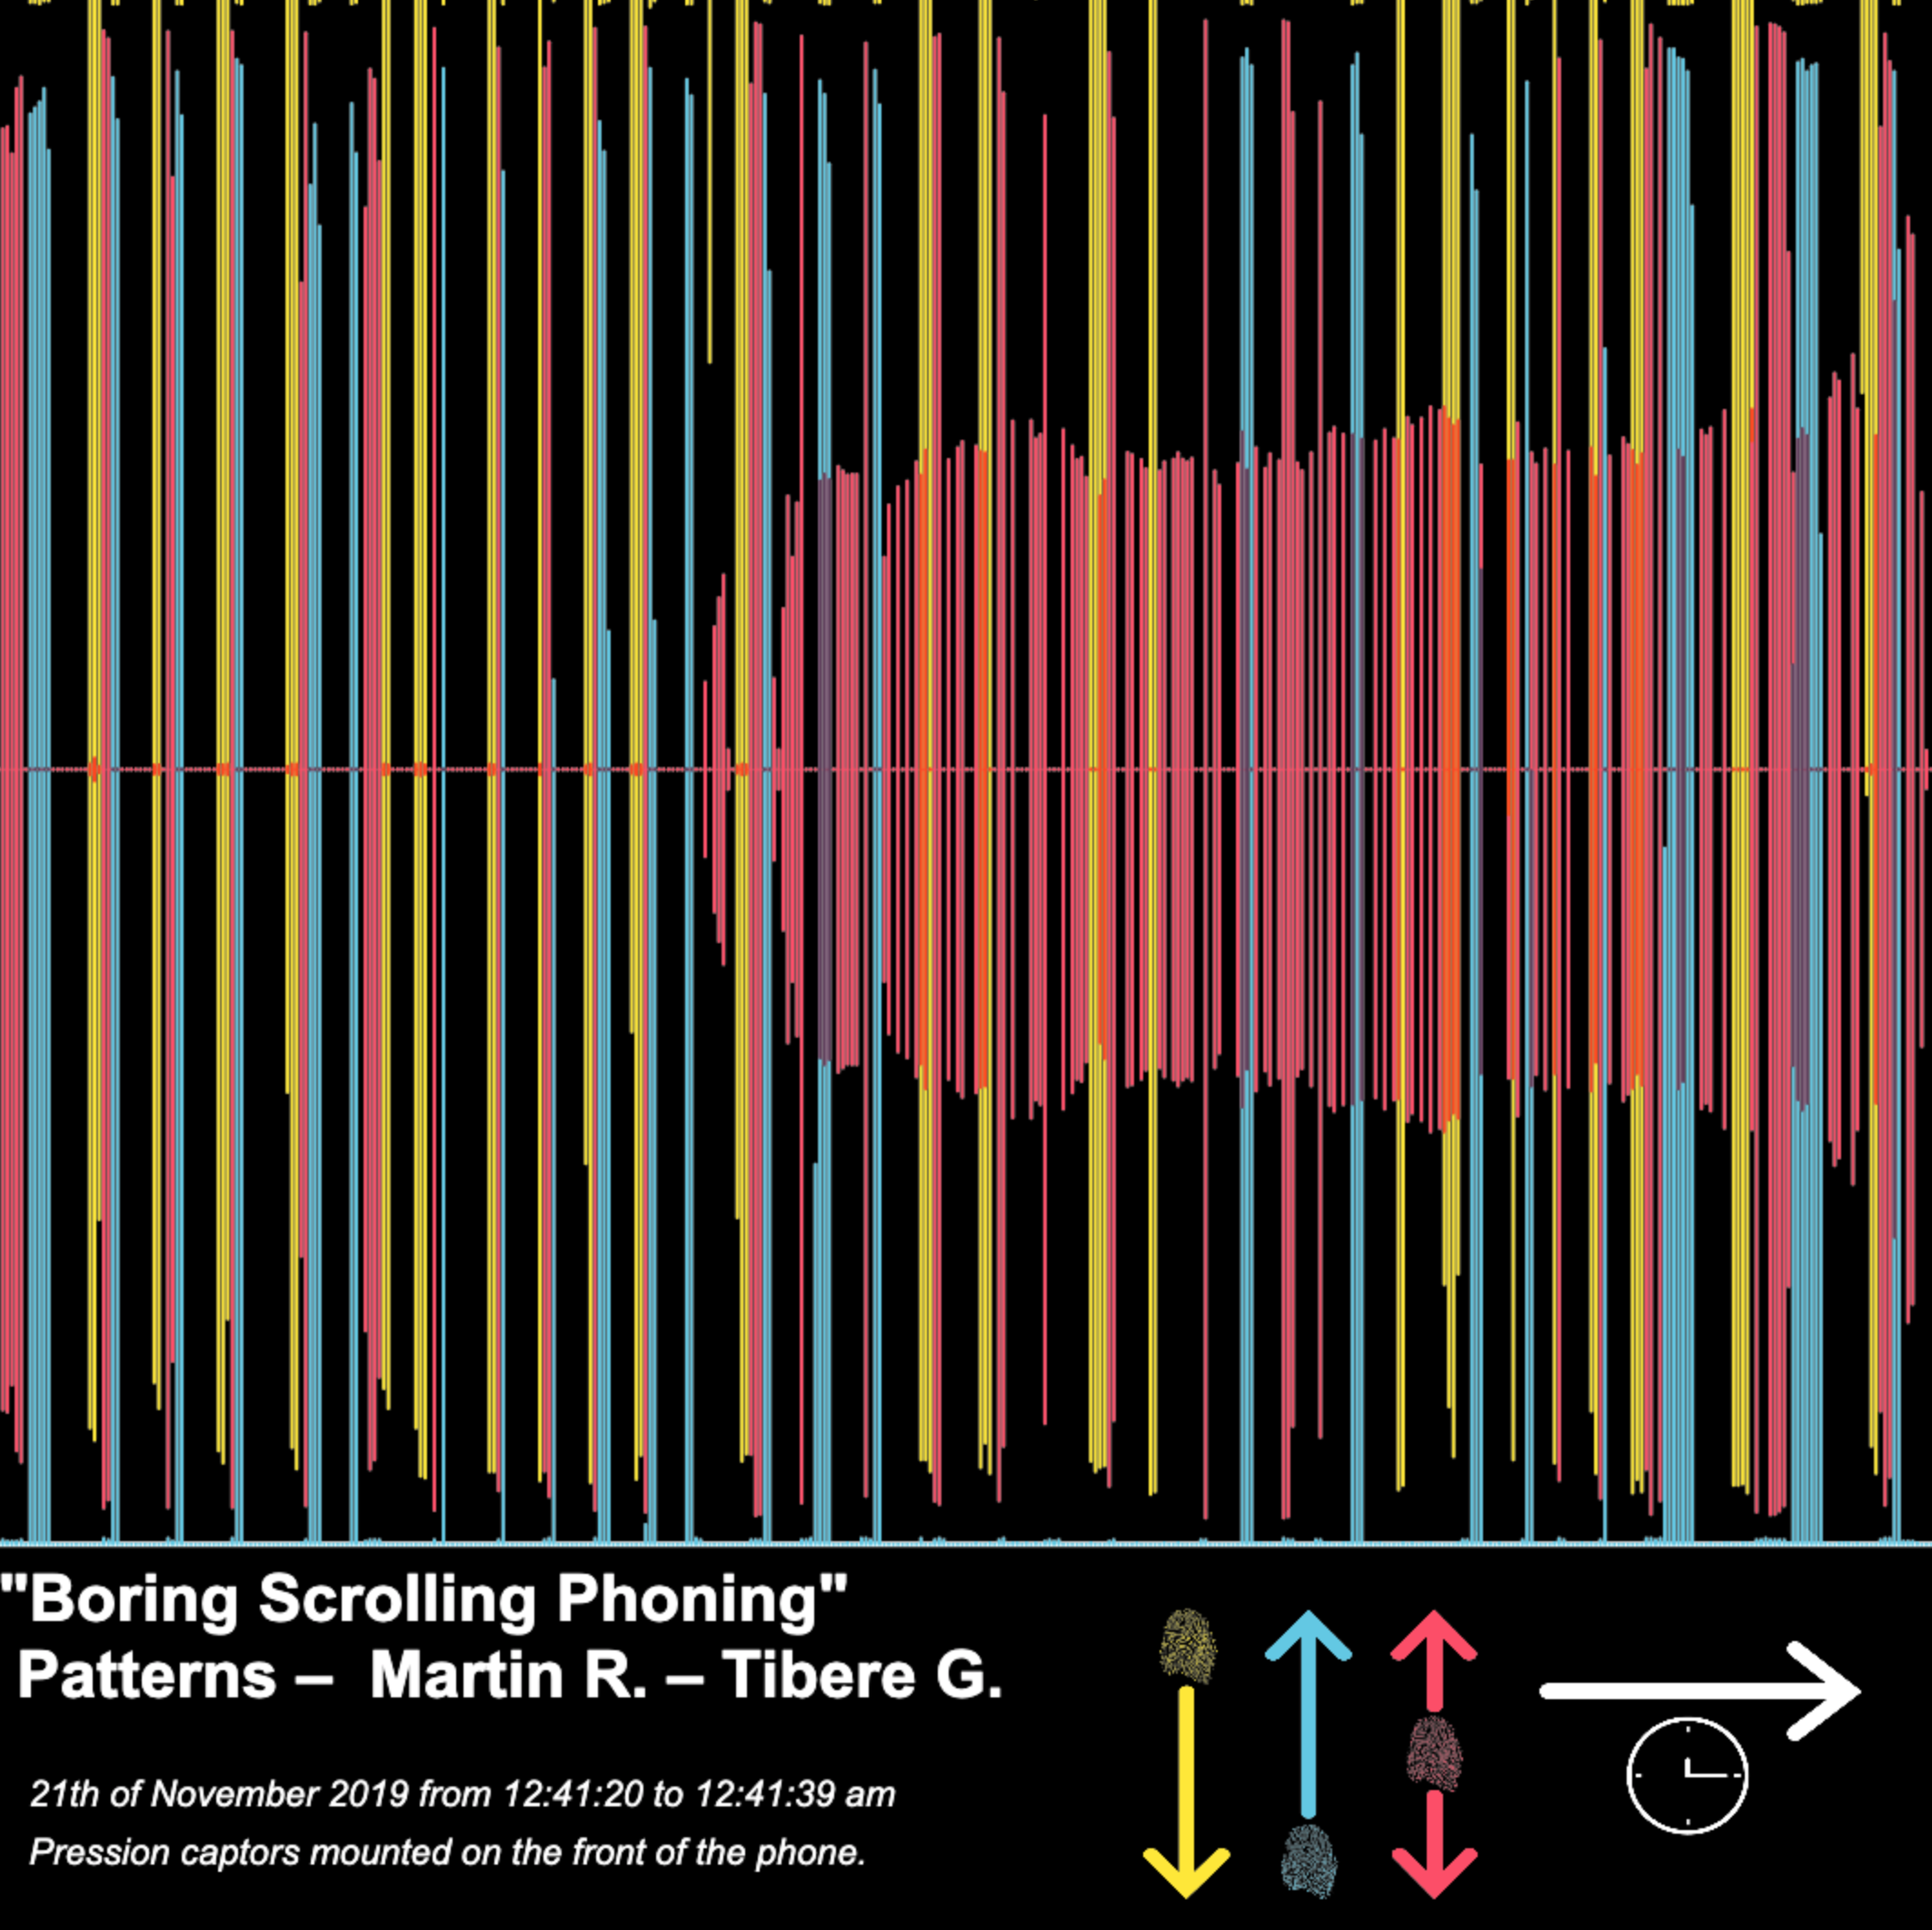 "Boring Scrolling Phoning"
Patterns –  Martin R. – Tibere G.
21th of November 2019 from 12:41:20 to 12:41:39 am
Pression captors mounted on the front of the phone.